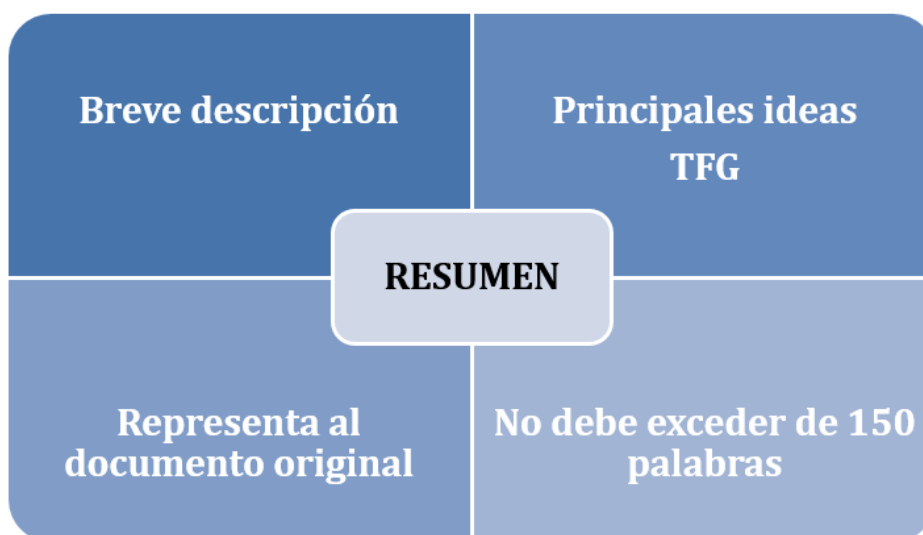 Breve descripción
Principales ideas
TFG
RESUMEN
Representa al
documento original
No debe exceder de 150
palabras